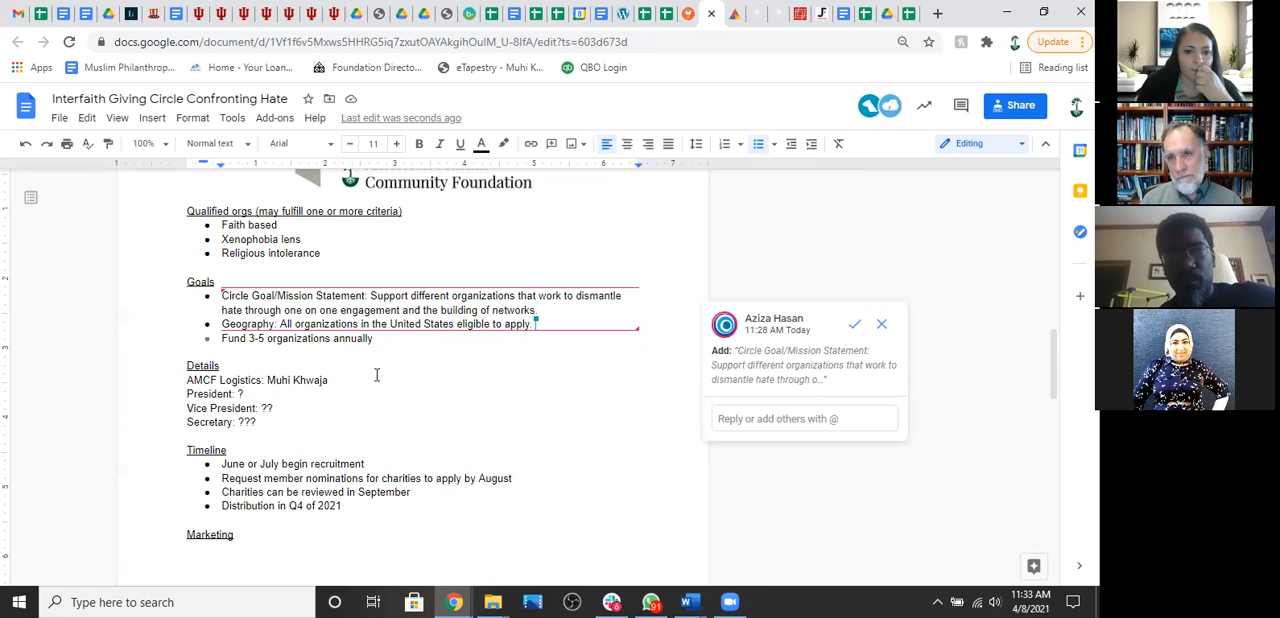 docs.google.com/document/d/1Vf1f6v5Mxws5HHRG5iq7zxutOAYAkgihOuIM_U-8IfA/edit?ts=603d673d
Update
Apps
Muslim Philanthrop...
Home - Your Loan...
Foundation Directo...
eTapestry - Muhi K...
QBO Login
Reading list
Interfaith Giving Circle Confronting Hate
File Edit View Insert Format Tools Add-ons Help Last edit was seconds ago
Share
100% Normal text Arial 11 B I U A Editing
Community Foundation
Qualified orgs (may fulfill one or more criteria)
Faith based
Xenophobia lens
Religious intolerance
Goals
Circle Goal/Mission Statement: Support different organizations that work to dismantle
hate through one on one engagement and the building of networks
Geography: All organizations in the United States eligible to apply.
Fund 3-5 organizations annually
Details
AMCF Logistics: Muhi Khwaja
President: ?
Vice President: ??
Secretary: ???
Timeline
June or July begin recruitment
Request member nominations for charities to apply by August
Charities can be reviewed in September
Distribution in Q4 of 2021
Marketing
Aziza Hasan
11:28 AM Today
Add: “Circle Goal/Mission Statement:
Support different organizations that work to
dismantle hate through o...”
Reply or add others with @
Type here to search
6
91
11:33 AM
4/8/2021